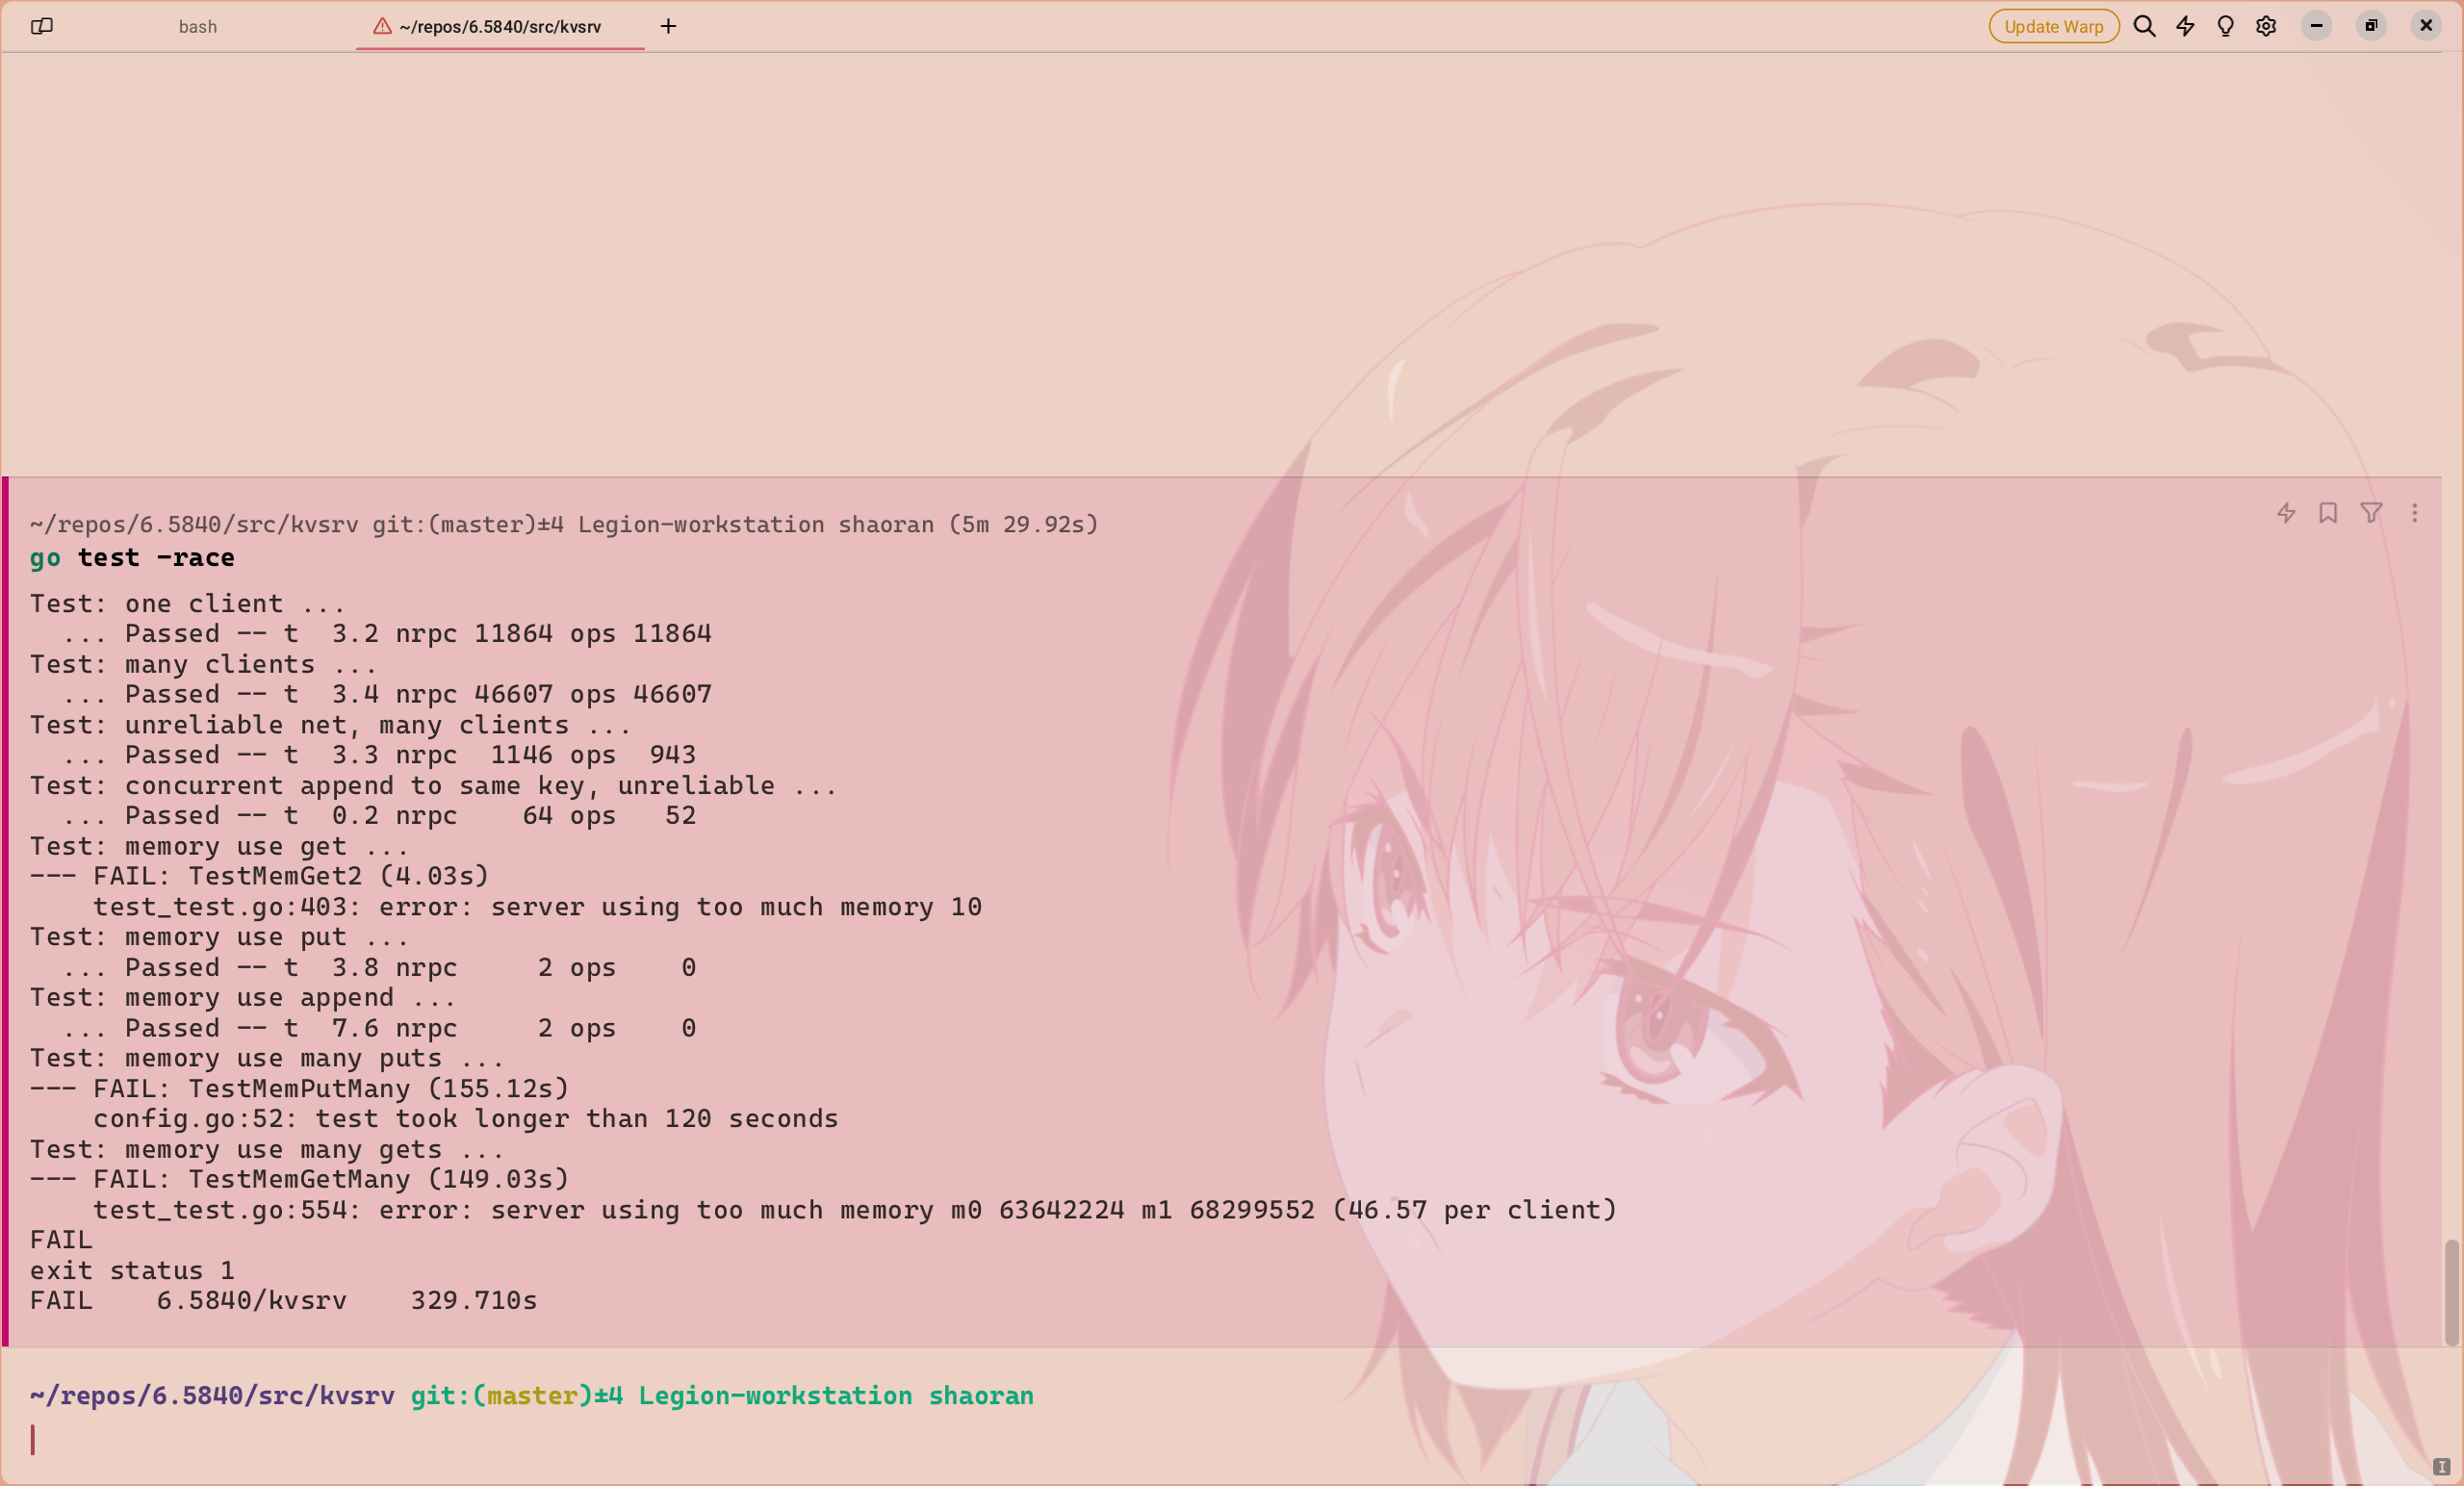 bash
~/repos/6.5840/src/kvsrv
Update Warp
~/repos/6.5840/src/kvsrv git:(master)±4 Legion-workstation shaoran (5m 29.92s)
go test -race
Test: one client ...
  ... Passed -- t  3.2 nrpc 11864 ops 11864
Test: many clients ...
  ... Passed -- t  3.4 nrpc 46607 ops 46607
Test: unreliable net, many clients ...
  ... Passed -- t  3.3 nrpc  1146 ops  943
Test: concurrent append to same key, unreliable ...
  ... Passed -- t  0.2 nrpc    64 ops   52
Test: memory use get ...
--- FAIL: TestMemGet2 (4.03s)
    test_test.go:403: error: server using too much memory 10
Test: memory use put ...
  ... Passed -- t  3.8 nrpc     2 ops    0
Test: memory use append ...
  ... Passed -- t  7.6 nrpc     2 ops    0
Test: memory use many puts ...
--- FAIL: TestMemPutMany (155.12s)
    config.go:52: test took longer than 120 seconds
Test: memory use many gets ...
--- FAIL: TestMemGetMany (149.03s)
    test_test.go:554: error: server using too much memory m0 63642224 m1 68299552 (46.57 per client)
FAIL
exit status 1
FAIL    6.5840/kvsrv    329.710s
~/repos/6.5840/src/kvsrv git:(master)±4 Legion-workstation shaoran